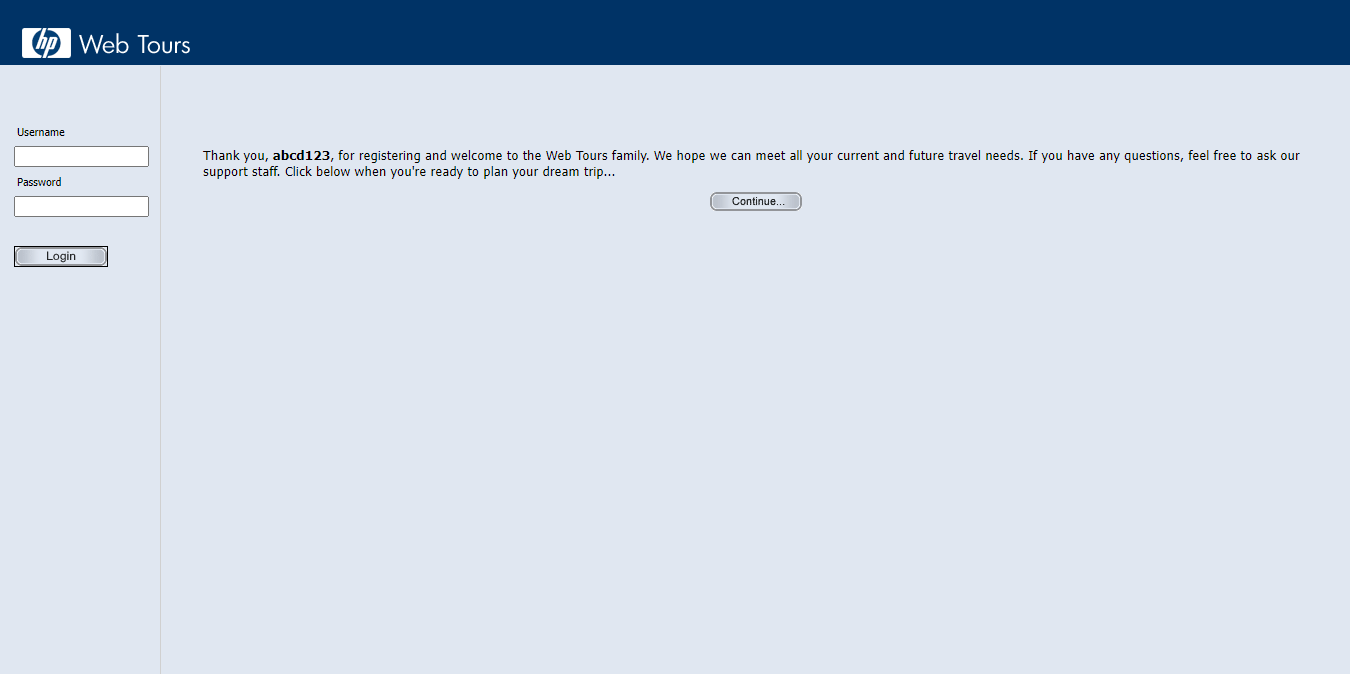 hp Web Tours
Username
Password
Login
Thank you, abcd123, for registering and welcome to the Web Tours family. We hope we can meet all your current and future travel needs. If you have any questions, feel free to ask our
support staff. Click below when you're ready to plan your dream trip...
Continue...